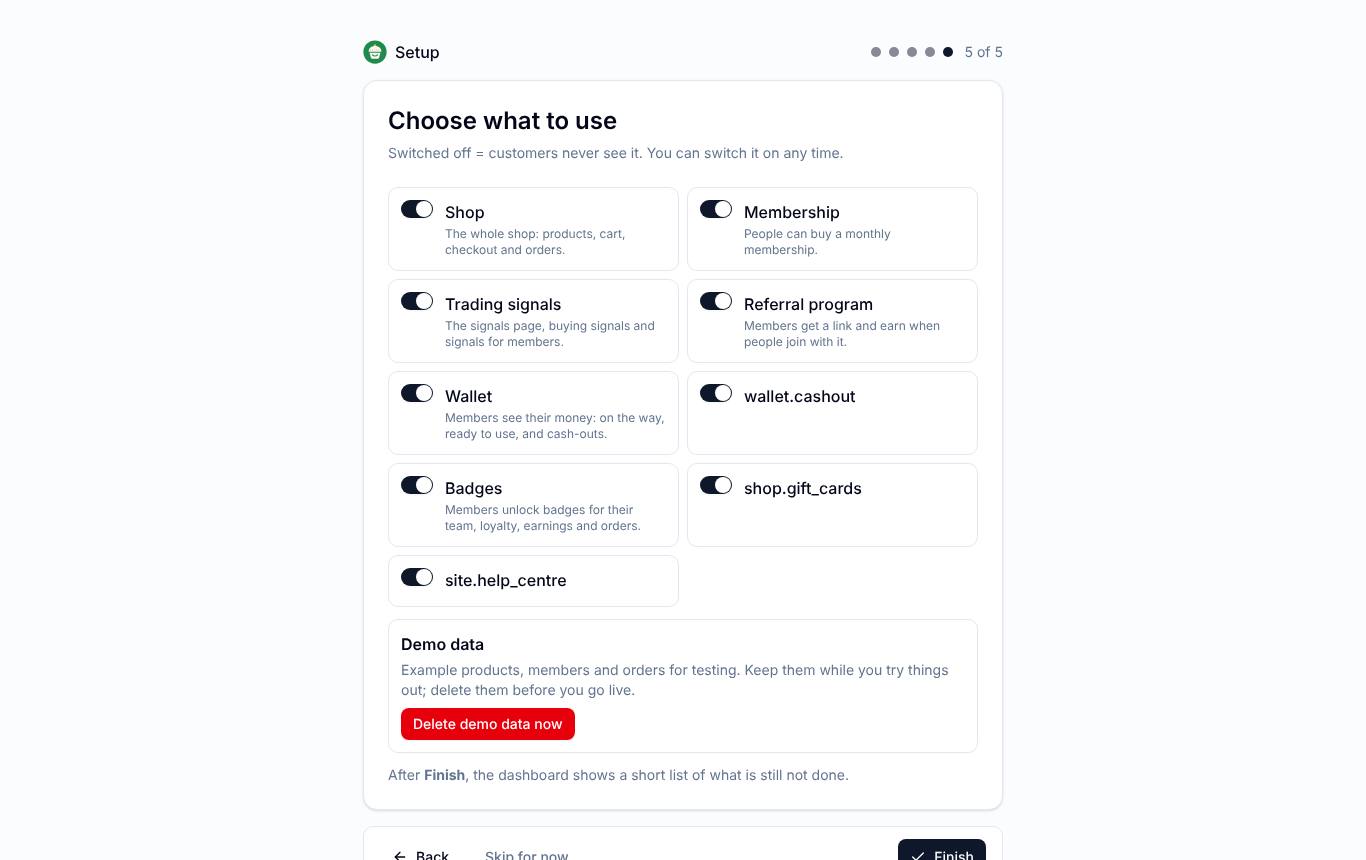 Setup
5 of 5
Choose what to use
Switched off = customers never see it. You can switch it on any time.
Shop
The whole shop: products, cart,
checkout and orders.
Membership
People can buy a monthly
membership.
Trading signals
The signals page, buying signals and
signals for members.
Referral program
Members get a link and earn when
people join with it.
Wallet
Members see their money: on the way,
ready to use, and cash-outs.
wallet.cashout
Badges
Members unlock badges for their
team, loyalty, earnings and orders.
shop.gift_cards
site.help_centre
Demo data
Example products, members and orders for testing. Keep them while you try things
out; delete them before you go live.
Delete demo data now
After Finish, the dashboard shows a short list of what is still not done.
Back
Skip for now
Finish